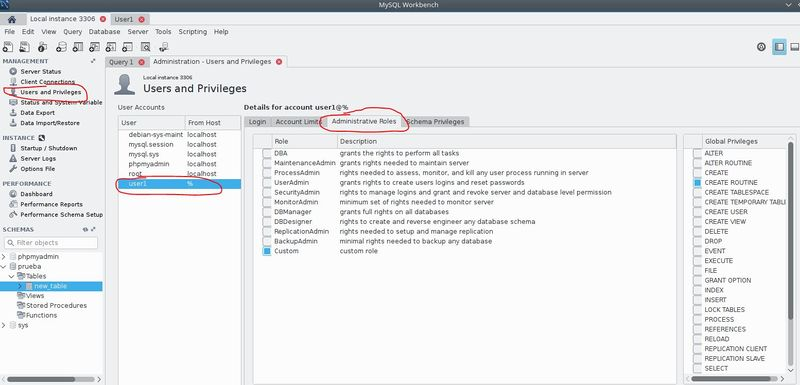 MySQL Workbench
Local instance 3306 User1
File Edit View Query Database Server Tools Scripting Help
MANAGEMENT
Server Status
Client Connections
Users and Privileges
Status and System Variable
Data Export
Data Import/Restore
INSTANCE
Startup / Shutdown
Server Logs
Options File
PERFORMANCE
Dashboard
Performance Reports
Performance Schema Setup
SCHEMAS
Filter objects
phpmyadmin
prueba
Tables
new_table
Views
Stored Procedures
Functions
sys
Query 1 Administration - Users and Privileges
Local instance 3306
Users and Privileges
User Accounts
User From Host
debian-sys-maint localhost
mysql.session localhost
mysql.sys localhost
phpmyadmin localhost
root localhost
user1 %
Details for account user1@%
Login Account Limits Administrative Roles Schema Privileges
Role Description
DBA grants the rights to perform all tasks
MaintenanceAdmin grants rights needed to maintain server
ProcessAdmin rights needed to assess, monitor, and kill any user process running in server
UserAdmin grants rights to create users logins and reset passwords
SecurityAdmin rights to manage logins and grant and revoke server and database level permission
MonitorAdmin minimum set of rights needed to monitor server
DBManager grants full rights on all databases
DBDesigner rights to create and reverse engineer any database schema
ReplicationAdmin rights needed to setup and manage replication
BackupAdmin minimal rights needed to backup any database
Custom custom role
Global Privileges
ALTER
ALTER ROUTINE
CREATE
CREATE ROUTINE
CREATE TABLESPACE
CREATE TEMPORARY TABL
CREATE USER
CREATE VIEW
DELETE
DROP
EVENT
EXECUTE
FILE
GRANT OPTION
INDEX
INSERT
LOCK TABLES
PROCESS
REFERENCES
RELOAD
REPLICATION CLIENT
REPLICATION SLAVE
SELECT